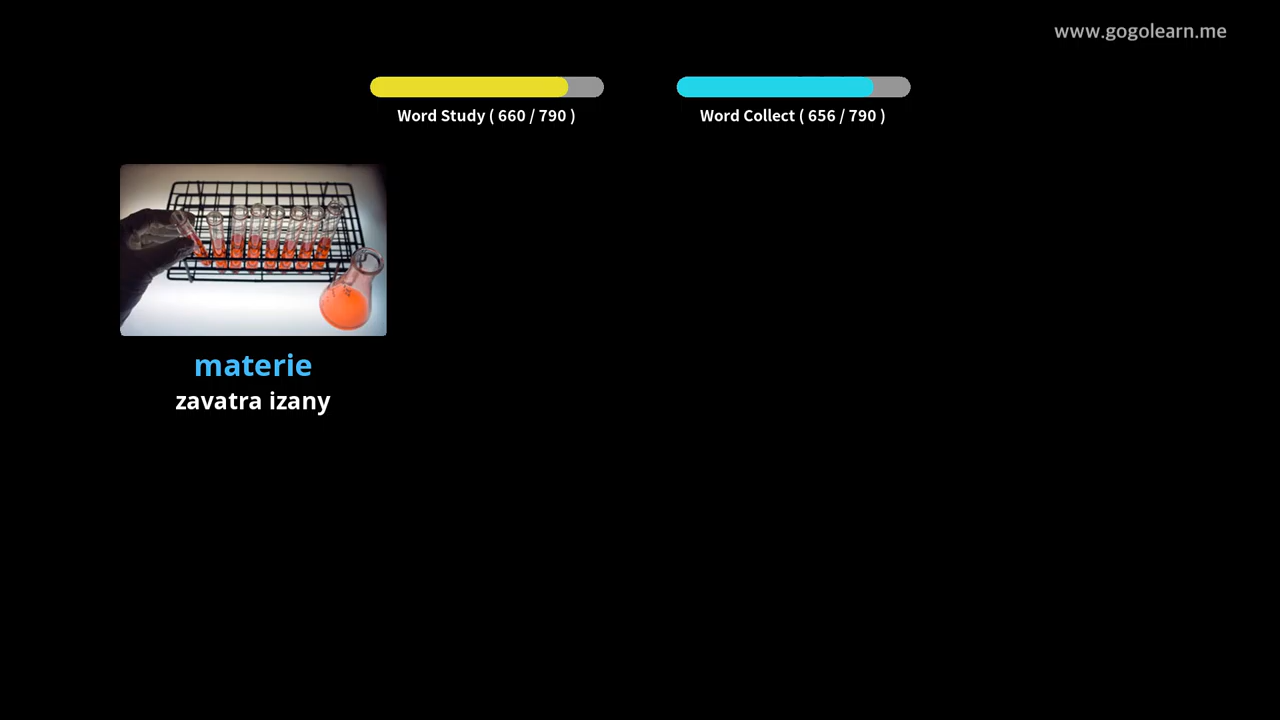 www.gogolearn.me
Word Study ( 660 / 790 )
Word Collect ( 656 / 790 )
materie
zavatra izany